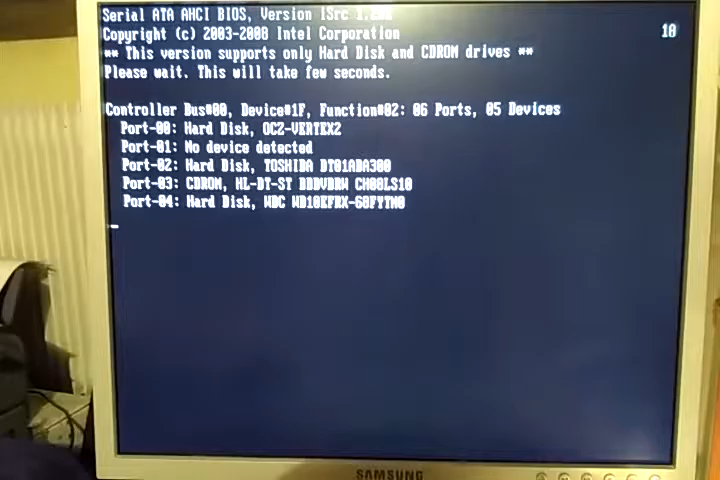 Serial ATA AHCI BIOS, Version iSrc
18
Copyright (c) 2003-2008 Intel Corporation
** This version supports only Hard Disk and CDROM drives **
Please wait. This will take few seconds.
Controller Bus#00, Device#1F, Function#02: 06 Ports, 05 Devices
Port-00: Hard Disk, OCZ-VERTEX2
Port-01: No device detected
Port-02: Hard Disk, TOSHIBA DT01ABA300
Port-03: CDROM, HL-DT-ST BDDVDRW CH08LS10
Port-04: Hard Disk, WDC WD10EFRX-68FYTN0
SAMSUNG